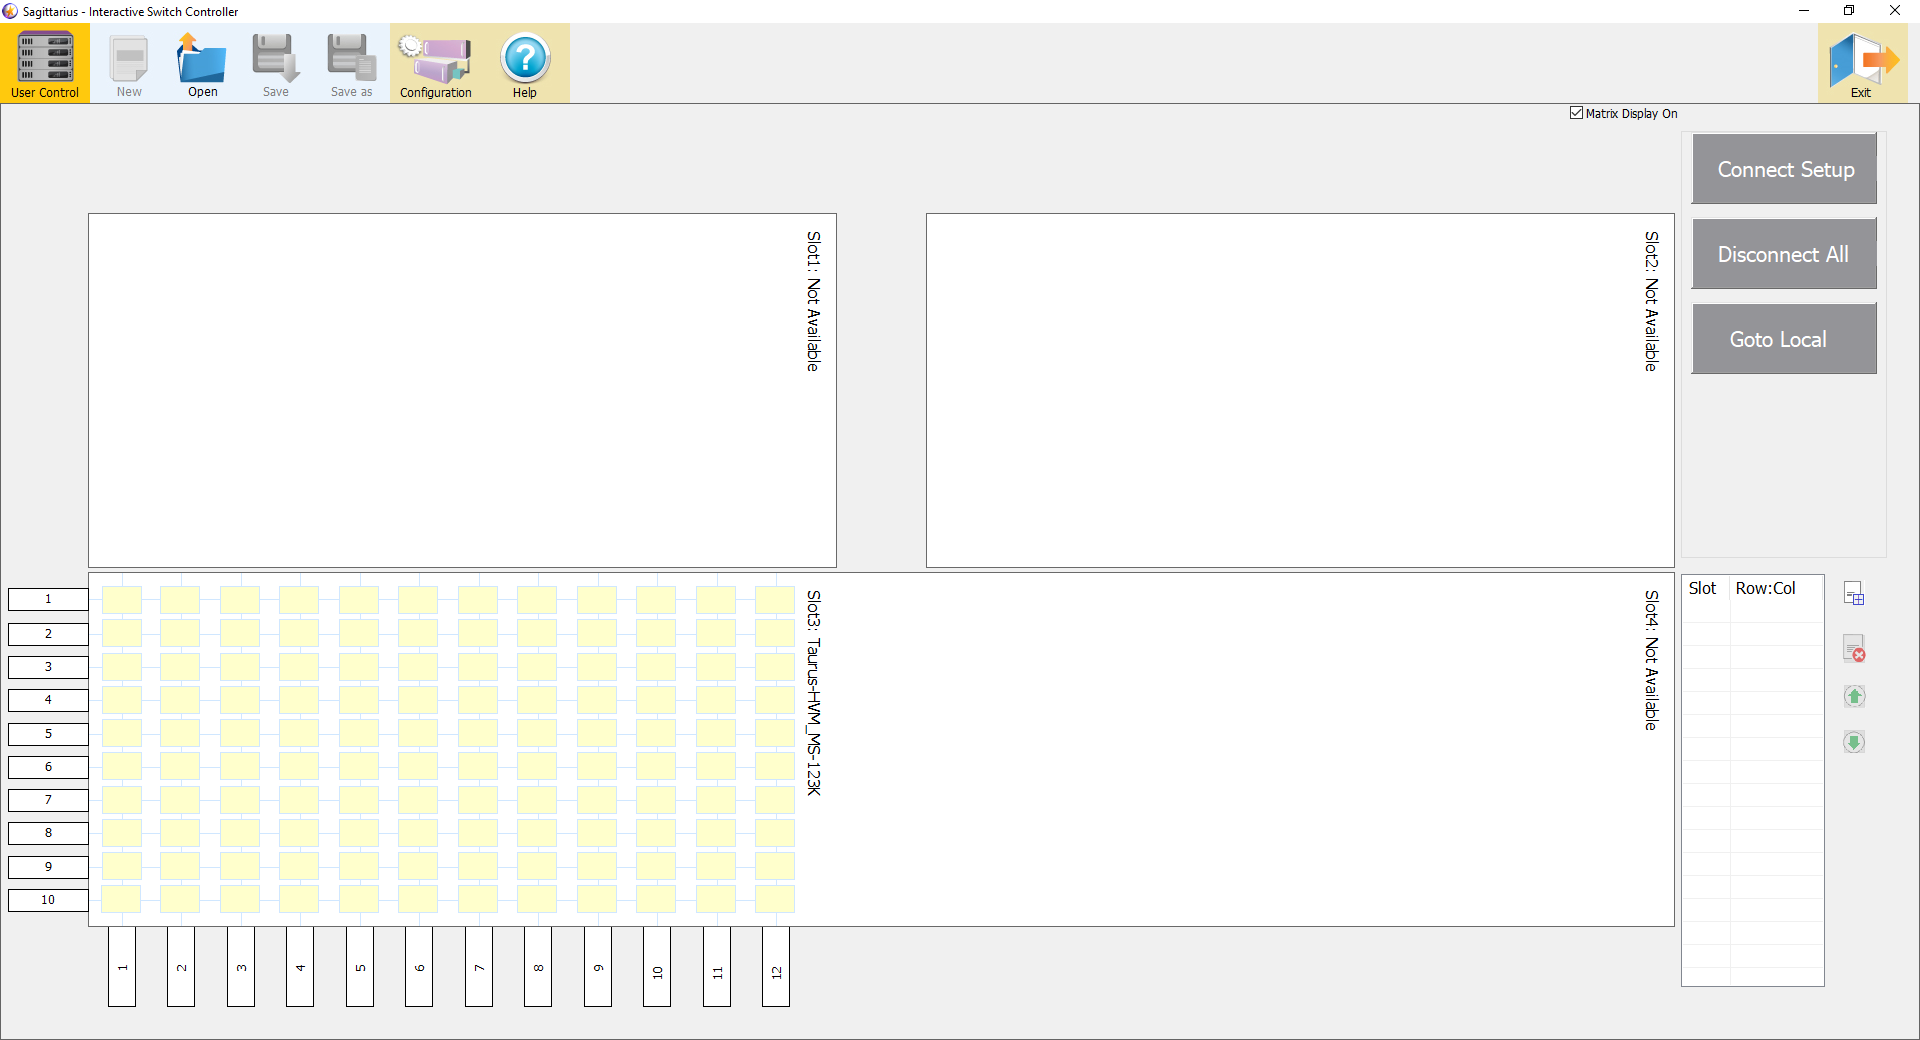 Sagittarius - Interactive Switch Controller
User Control
New
Open
Save
Save as
Configuration
Help
Exit
Matrix Display On
Connect Setup
Disconnect All
Goto Local
Slot1: Not Available
Slot2: Not Available
Slot3: Taurus-HVM_MS-123K
Slot4: Not Available
Slot Row:Col
1
2
3
4
5
6
7
8
9
10
1 2 3 4 5 6 7 8 9 10 11 12